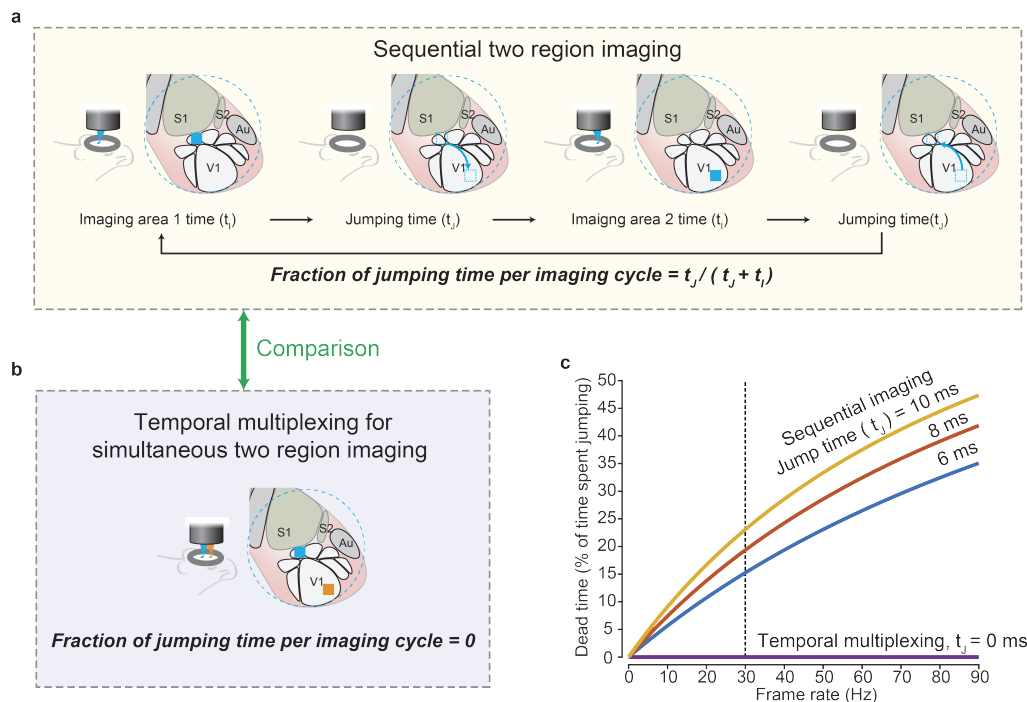 a
Sequential two region imaging
S1
S2
Au
V1
S1
S2
Au
V1
S1
S2
Au
V1
S1
S2
Au
V1
Imaging area 1 time (tI)
Jumping time (tJ)
Imaigng area 2 time (tI)
Jumping time(tJ)
Fraction of jumping time per imaging cycle = tJ / ( tJ + tI)
Comparison
b
Temporal multiplexing for
simultaneous two region imaging
S1
S2
Au
V1
Fraction of jumping time per imaging cycle = 0
c
Dead time (% of time spent jumping)
50
45
40
35
30
25
20
15
10
5
0
Sequential imaging
Jump time ( tJ ) = 10 ms
8 ms
6 ms
Temporal multiplexing, tJ = 0 ms
0 10 20 30 40 50 60 70 80 90
Frame rate (Hz)